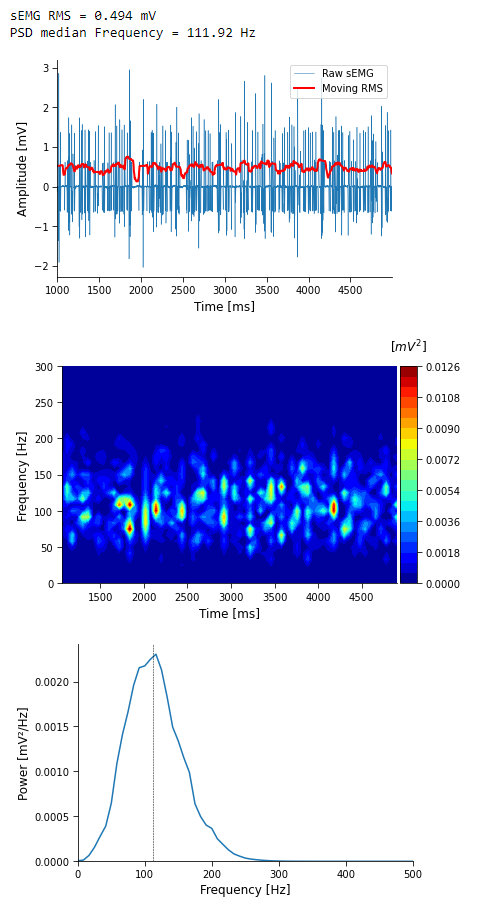 sEMG RMS = 0.494 mV
PSD median Frequency = 111.92 Hz
3
2
1
0
−1
−2
Amplitude [mV]
Raw sEMG
Moving RMS
1000 1500 2000 2500 3000 3500 4000 4500
Time [ms]
[mV²]
300
250
200
150
100
50
0
Frequency [Hz]
0.0126
0.0108
0.0090
0.0072
0.0054
0.0036
0.0018
0.0000
1500 2000 2500 3000 3500 4000 4500
Time [ms]
0.0020
0.0015
0.0010
0.0005
0.0000
Power [mV²/Hz]
0 100 200 300 400 500
Frequency [Hz]